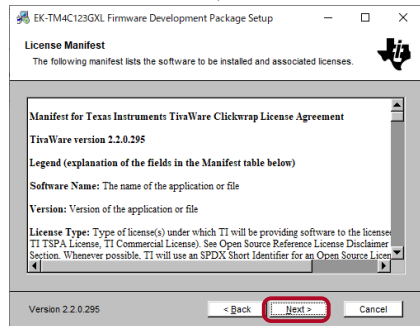 EK-TM4C123GXL Firmware Development Package Setup
License Manifest
The following manifest lists the software to be installed and associated licenses.
Manifest for Texas Instruments TivaWare Clickwrap License Agreement
TivaWare version 2.2.0.295
Legend (explanation of the fields in the Manifest table below)
Software Name: The name of the application or file
Version: Version of the application or file
License Type: Type of license(s) under which TI will be providing software to the license
TI TSPA License, TI Commercial License). See Open Source Reference License Disclaimer
Section. Whenever possible, TI will use an SPDX Short Identifier for an Open Source Licen
Version 2.2.0.295
< Back
Next >
Cancel